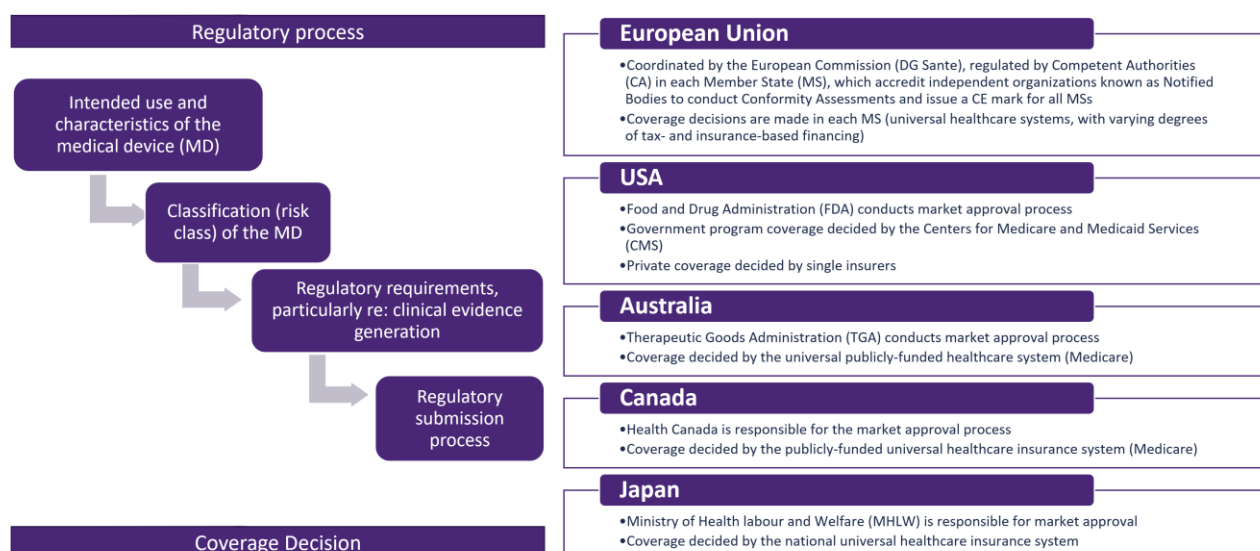 Regulatory process
Intended use and
characteristics of the
medical device (MD)
Classification (risk
class) of the MD
Regulatory requirements,
particularly re: clinical evidence
generation
Regulatory
submission
process
Coverage Decision
European Union
•Coordinated by the European Commission (DG Sante), regulated by Competent Authorities
(CA) in each Member State (MS), which accredit independent organizations known as Notified
Bodies to conduct Conformity Assessments and issue a CE mark for all MSs
•Coverage decisions are made in each MS (universal healthcare systems, with varying degrees
of tax- and insurance-based financing)
USA
•Food and Drug Administration (FDA) conducts market approval process
•Government program coverage decided by the Centers for Medicare and Medicaid Services
(CMS)
•Private coverage decided by single insurers
Australia
•Therapeutic Goods Administration (TGA) conducts market approval process
•Coverage decided by the universal publicly-funded healthcare system (Medicare)
Canada
•Health Canada is responsible for the market approval process
•Coverage decided by the publicly-funded universal healthcare insurance system (Medicare)
Japan
•Ministry of Health labour and Welfare (MHLW) is responsible for market approval
•Coverage decided by the national universal healthcare insurance system